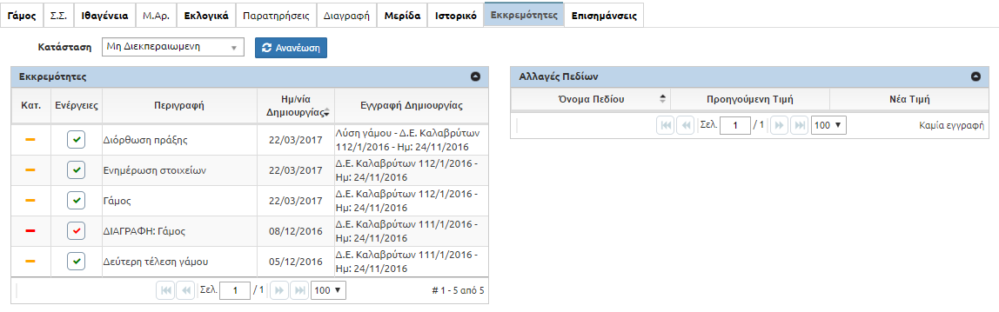 Γάμος Σ.Σ. Ιθαγένεια Μ.Αρ. Εκλογικά Παρατηρήσεις Διαγραφή Μερίδα Ιστορικό Εκκρεμότητες Επισημάνσεις
Κατάσταση Μη Διεκπεραιωμενη Ανανέωση
Εκκρεμότητες
Κατ. Ενέργειες Περιγραφή Ημ/νία Δημιουργίας Εγγραφή Δημιουργίας
Διόρθωση πράξης 22/03/2017 Λύση γάμου - Δ.Ε. Καλαβρύτων
112/1/2016 - Ημ: 24/11/2016
Ενημέρωση στοιχείων 22/03/2017 Δ.Ε. Καλαβρύτων 112/1/2016 -
Ημ: 24/11/2016
Γάμος 22/03/2017 Δ.Ε. Καλαβρύτων 112/1/2016 -
Ημ: 24/11/2016
ΔΙΑΓΡΑΦΗ: Γάμος 08/12/2016 Δ.Ε. Καλαβρύτων 111/1/2016 -
Ημ: 24/11/2016
Δεύτερη τέλεση γάμου 05/12/2016 Δ.Ε. Καλαβρύτων 111/1/2016 -
Ημ: 24/11/2016
Σελ. 1 / 1 100 # 1 - 5 από 5
Αλλαγές Πεδίων
Όνομα Πεδίου Προηγούμενη Τιμή Νέα Τιμή
Σελ. 1 / 1 100 Καμία εγγραφή